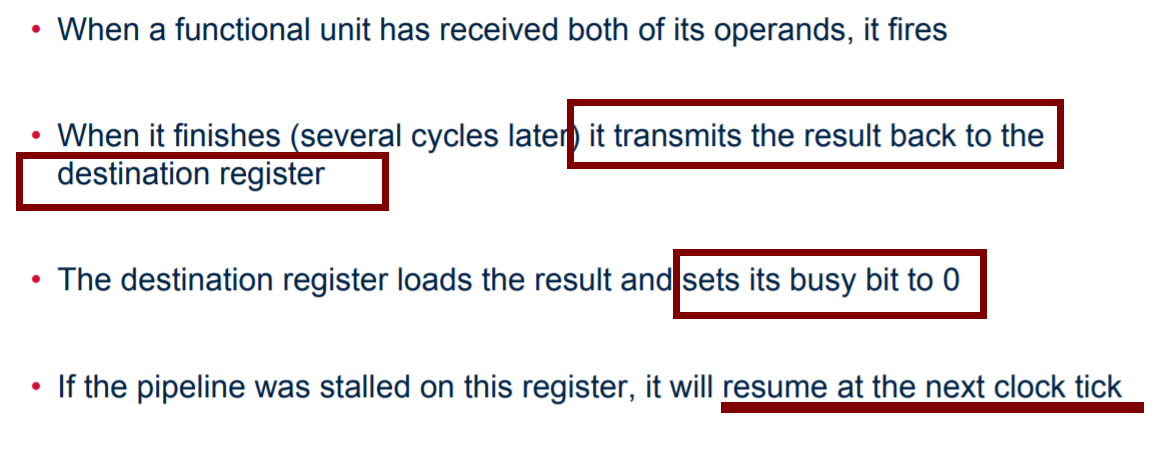 • When a functional unit has received both of its operands, it fires
• When it finishes (several cycles later) it transmits the result back to the
destination register
• The destination register loads the result and sets its busy bit to 0
• If the pipeline was stalled on this register, it will resume at the next clock tick